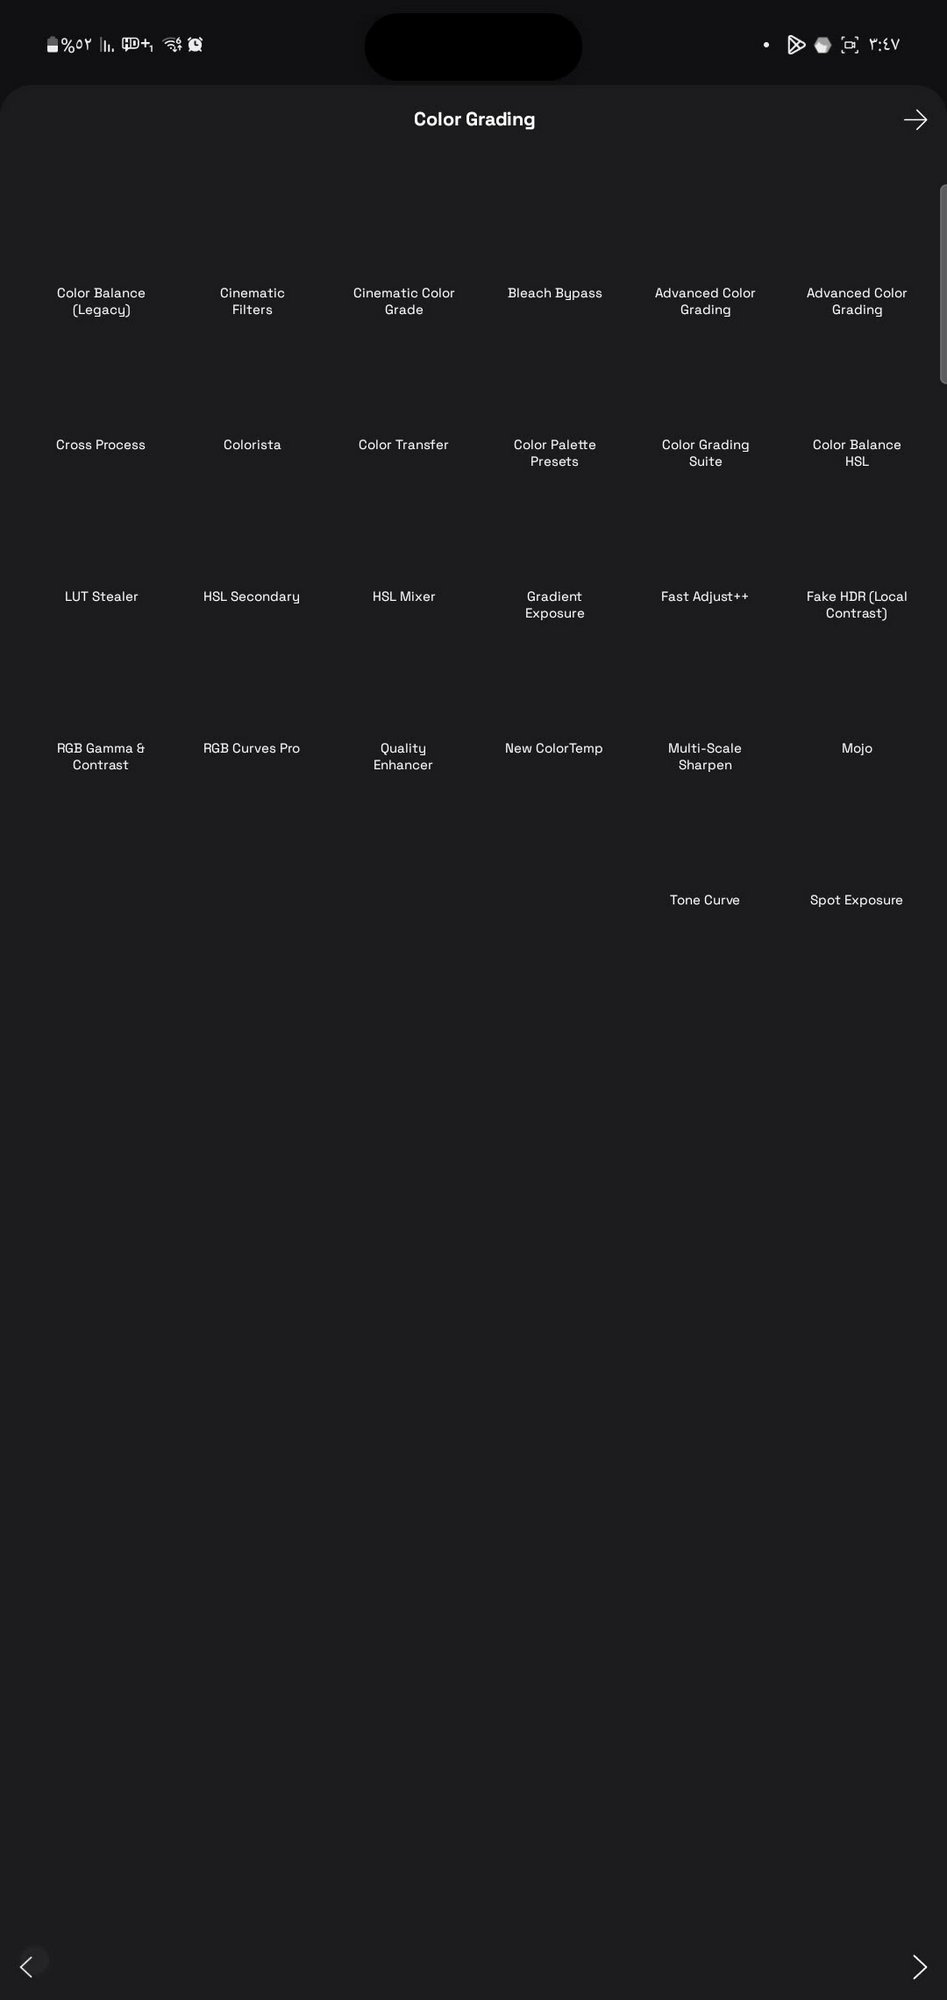 %٥٢
٣:٤٧
Color Grading
Color Balance
(Legacy)
Cinematic
Filters
Cinematic Color
Grade
Bleach Bypass
Advanced Color
Grading
Advanced Color
Grading
Cross Process
Colorista
Color Transfer
Color Palette
Presets
Color Grading
Suite
Color Balance
HSL
LUT Stealer
HSL Secondary
HSL Mixer
Gradient
Exposure
Fast Adjust++
Fake HDR (Local
Contrast)
RGB Gamma &
Contrast
RGB Curves Pro
Quality
Enhancer
New ColorTemp
Multi-Scale
Sharpen
Mojo
Tone Curve
Spot Exposure